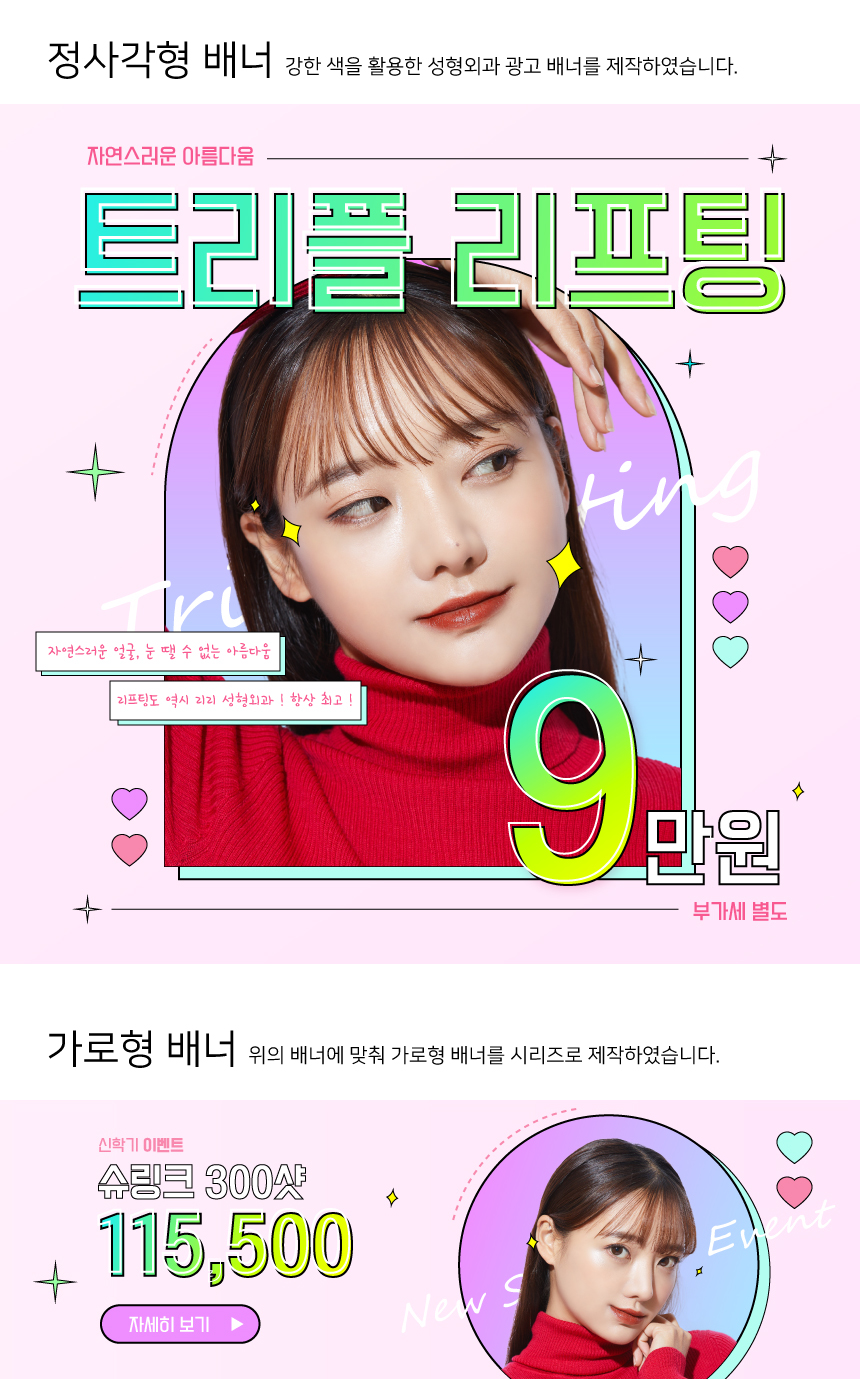 정사각형 배너 강한 색을 활용한 성형외과 광고 배너를 제작하였습니다.
자연스러운 아름다움
트리플 리프팅
Tri
ting
자연스러운 얼굴, 눈 땔 수 없는 아름다움
리프팅도 역시 리리 성형외과 ! 항상 최고 !
9만원
부가세 별도
가로형 배너 위의 배너에 맞춰 가로형 배너를 시리즈로 제작하였습니다.
신학기 이벤트
슈링크 300샷
115,500
자세히 보기
New S
Event